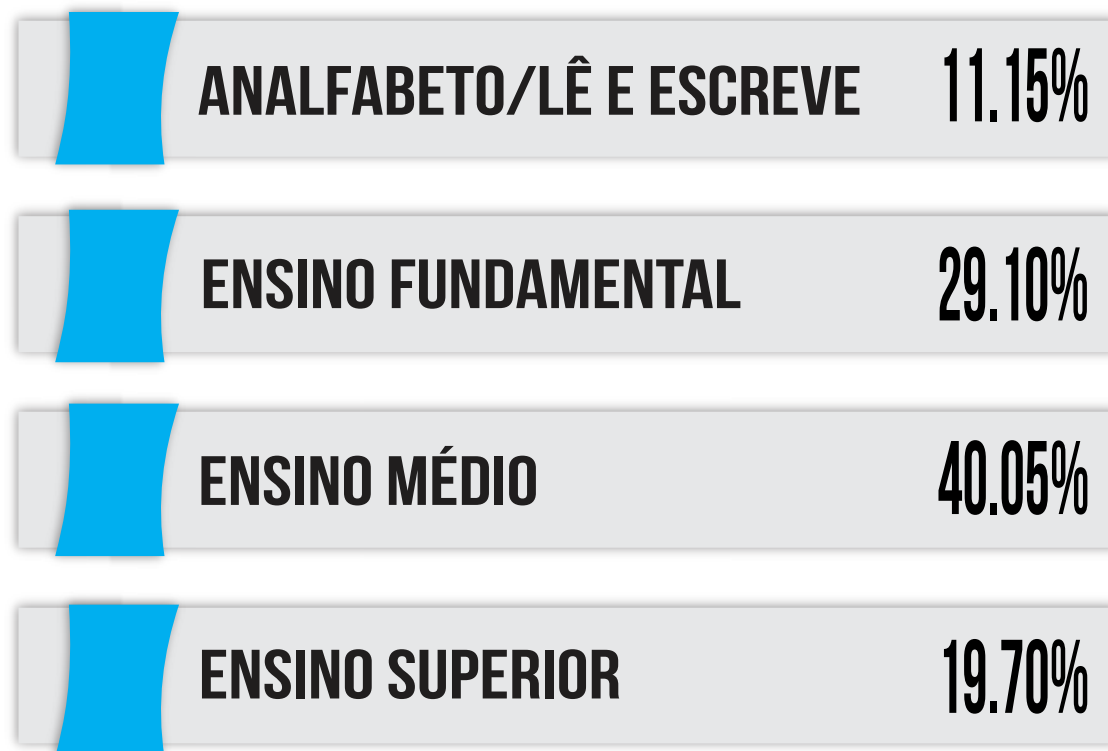 ANALFABETO/LÊ E ESCREVE 11.15%
ENSINO FUNDAMENTAL 29.10%
ENSINO MÉDIO 40.05%
ENSINO SUPERIOR 19.70%